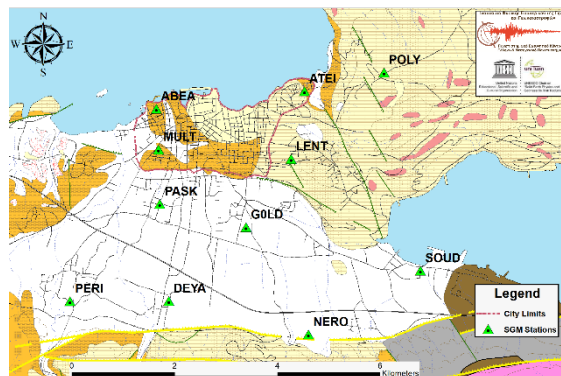 N
W
E
S
POLY
ATEI
ABEA
MULT
LENT
PASK
G0LD
SOUD
PERI
DEYA
NERO
Legend
City Limits
SGM Stations
0
2
4
6
Kilometers